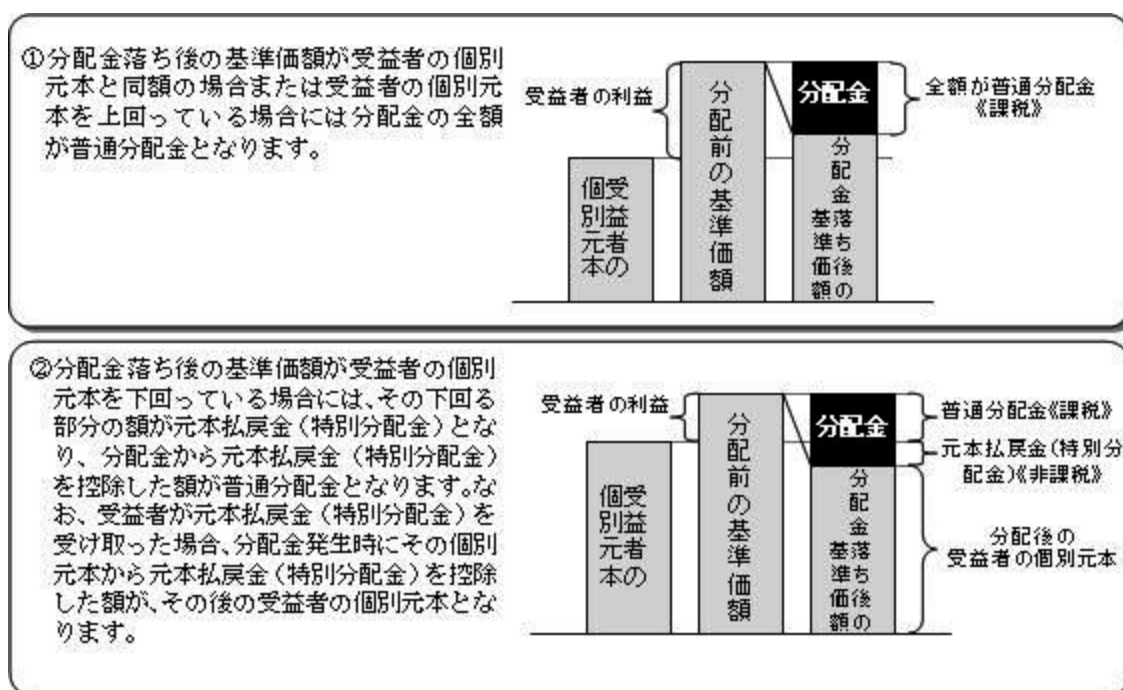 ①分配金落ち後の基準価額が受益者の個別
元本と同額の場合または受益者の個別元
本を上回っている場合には分配金の全額
が普通分配金となります。
受益者の利益
受益者の
個別元本
分配前の基準価額
分配金
分配金落ち後の
基準価額
全額が普通分配金
《課税》
②分配金落ち後の基準価額が受益者の個別
元本を下回っている場合には、その下回る
部分の額が元本払戻金（特別分配金）とな
り、分配金から元本払戻金（特別分配金）
を控除した額が普通分配金となります。な
お、受益者が元本払戻金（特別分配金）を
受け取った場合、分配金発生時にその個別
元本から元本払戻金（特別分配金）を控除
した額が、その後の受益者の個別元本とな
ります。
受益者の利益
受益者の
個別元本
分配前の基準価額
分配金
分配金落ち後の
基準価額
普通分配金《課税》
元本払戻金（特別分
配金）《非課税》
分配後の
受益者の個別元本